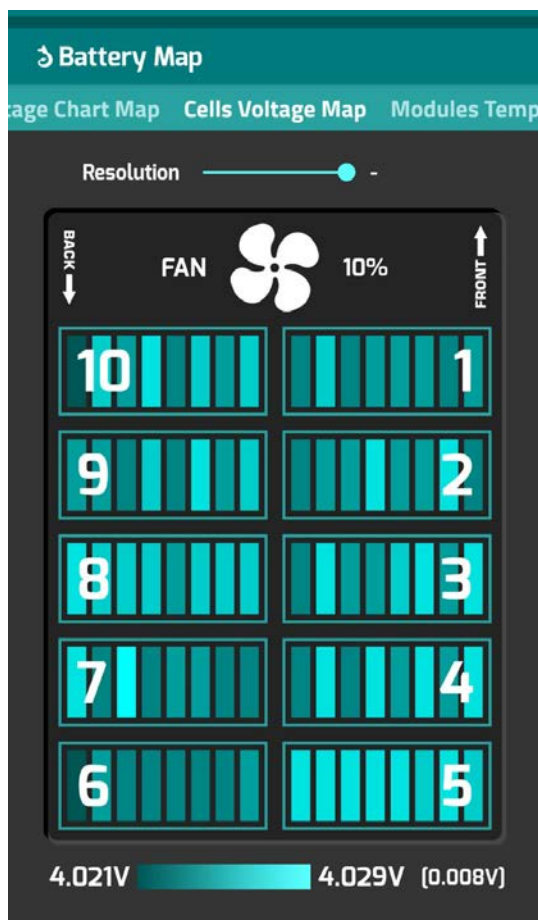 Battery Map
tage Chart Map Cells Voltage Map Modules Temp
Resolution -
BACK
FAN
10%
FRONT
10
1
9
2
8
3
7
4
6
5
4.021V 4.029V (0.008V)